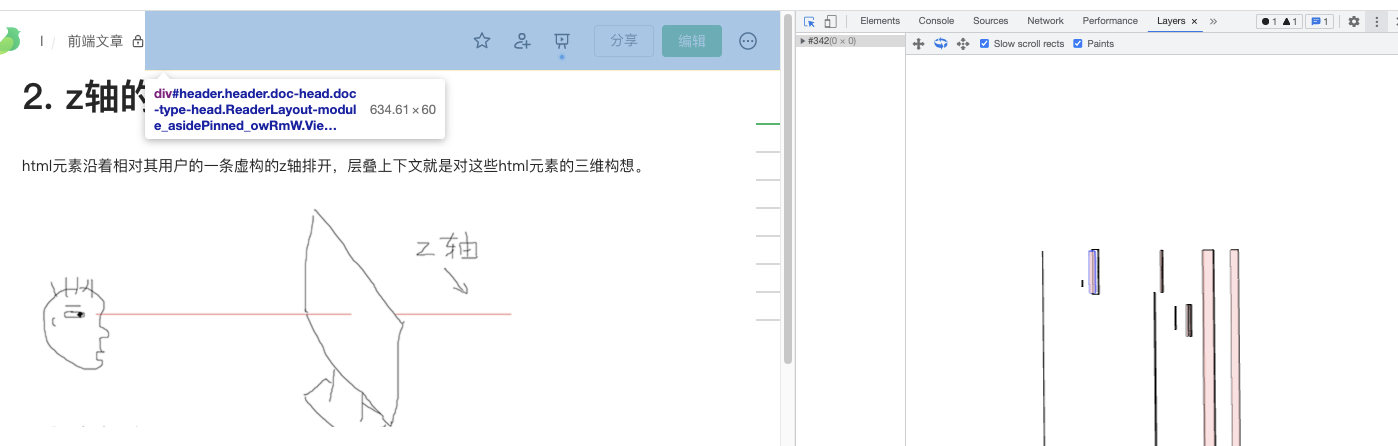 Elements Console Sources Network Performance Layers × » 1 1 1
前端文章 分享 编辑
#342(0 × 0)
Slow scroll rects Paints
2. z轴的
div#header.header.doc-head.doc
-type-head.ReaderLayout-modul
e_asidePinned_owRmW.Vie…
634.61 × 60
html元素沿着相对其用户的一条虚构的z轴排开，层叠上下文就是对这些html元素的三维构想。
z 轴